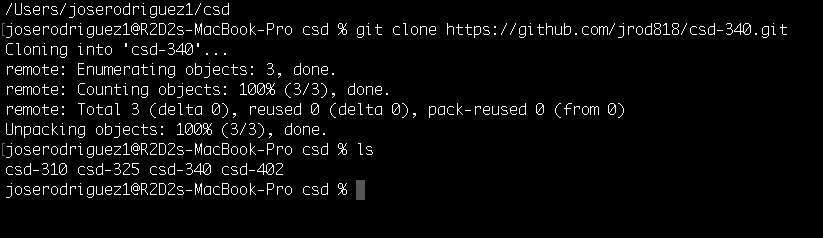 /Users/joserodriguez1/csd
[joserodriguez1@R2D2s-MacBook-Pro csd % git clone https://github.com/jrod818/csd-340.git
Cloning into 'csd-340'...
remote: Enumerating objects: 3, done.
remote: Counting objects: 100% (3/3), done.
remote: Total 3 (delta 0), reused 0 (delta 0), pack-reused 0 (from 0)
Unpacking objects: 100% (3/3), done.
[joserodriguez1@R2D2s-MacBook-Pro csd % ls
csd-310 csd-325 csd-340 csd-402
joserodriguez1@R2D2s-MacBook-Pro csd %